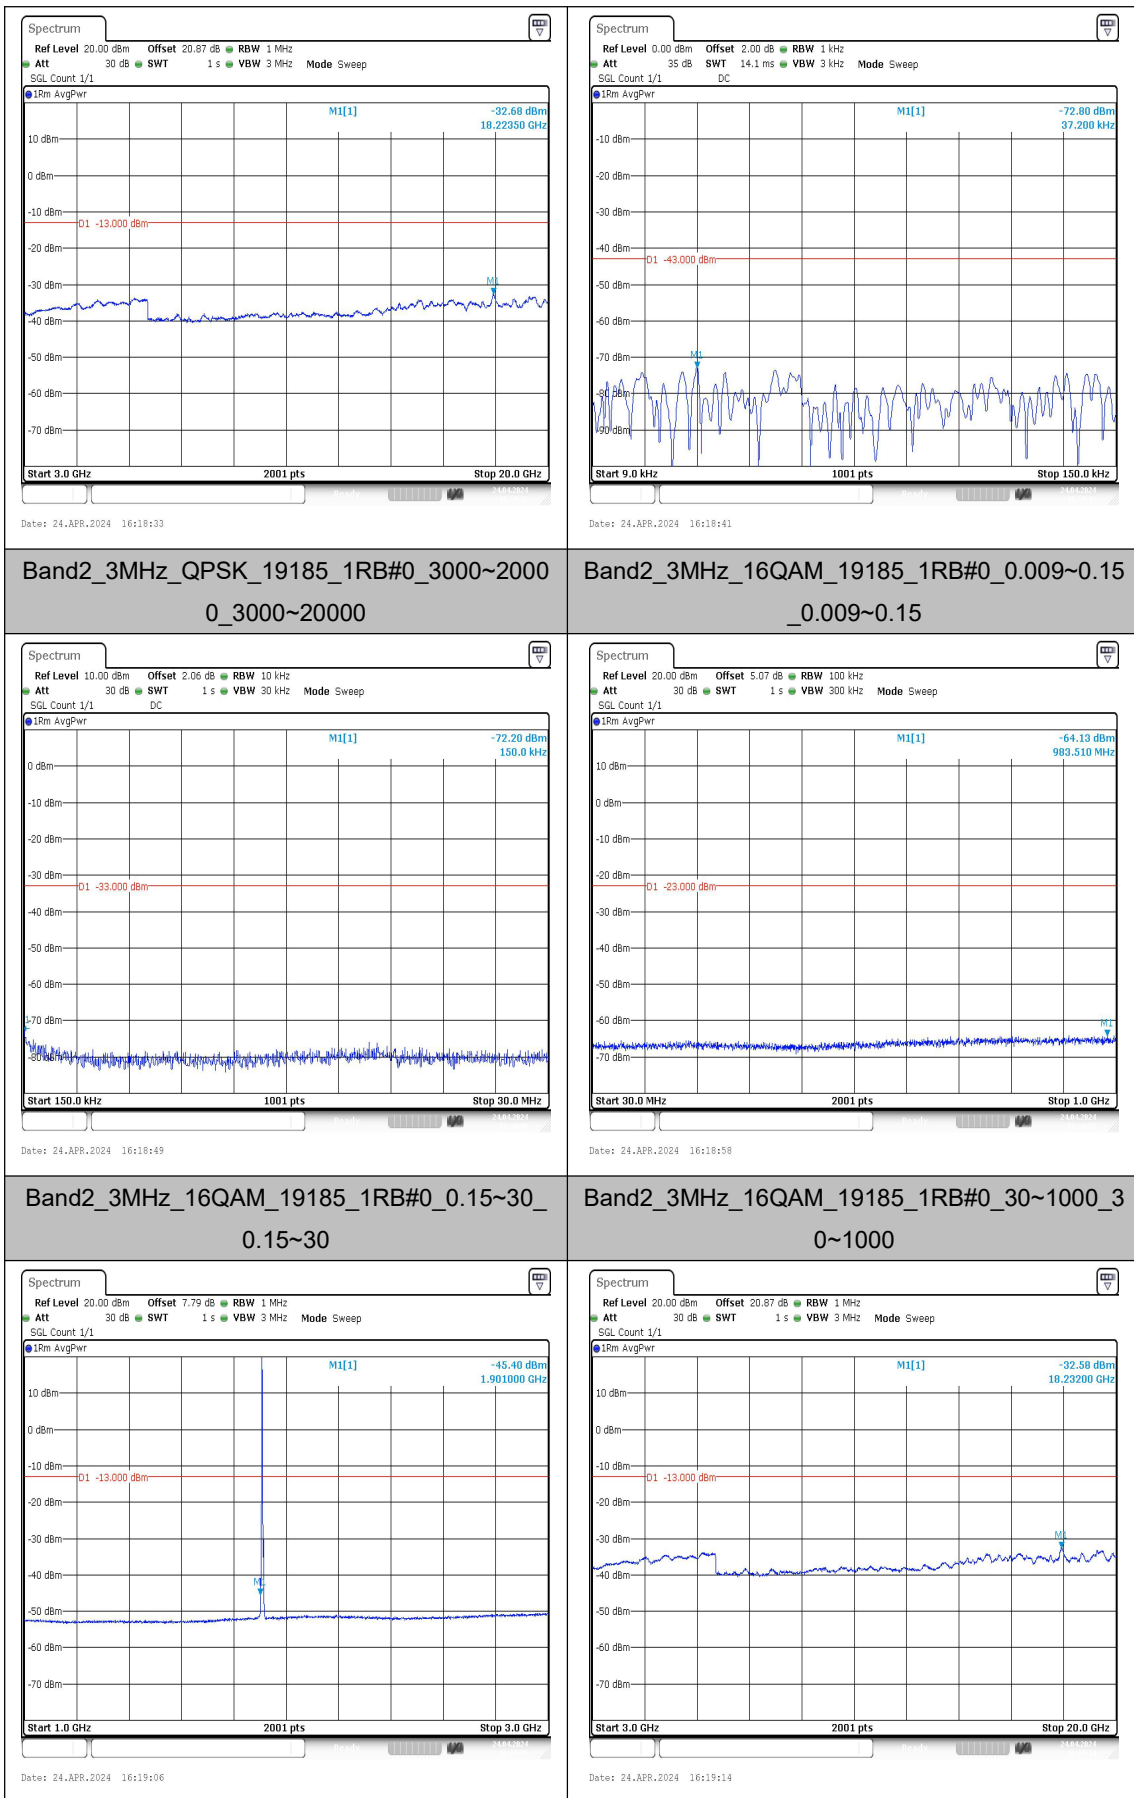 Spectrum
Ref Level 20.00 dBm Offset 20.87 dB RBW 1 MHz
Att 30 dB SWT 1 s VBW 3 MHz Mode Sweep
SGL Count 1/1
1Rm AvgPwr
M1[1] -32.68 dBm
18.22350 GHz
10 dBm
0 dBm
-10 dBm
D1 -13.000 dBm
-20 dBm
-30 dBm
M1
-40 dBm
-50 dBm
-60 dBm
-70 dBm
Start 3.0 GHz 2001 pts Stop 20.0 GHz
Date: 24.APR.2024 16:18:33
Spectrum
Ref Level 0.00 dBm Offset 2.00 dB RBW 1 kHz
Att 35 dB SWT 14.1 ms VBW 3 kHz Mode Sweep
SGL Count 1/1 DC
1Rm AvgPwr
M1[1] -72.80 dBm
37.200 kHz
-10 dBm
-20 dBm
-30 dBm
-40 dBm
D1 -43.000 dBm
-50 dBm
-60 dBm
-70 dBm
M1
-80 dBm
-90 dBm
Start 9.0 kHz 1001 pts Stop 150.0 kHz
Date: 24.APR.2024 16:18:41
Band2_3MHz_QPSK_19185_1RB#0_3000~2000
0_3000~20000
Band2_3MHz_16QAM_19185_1RB#0_0.009~0.15
_0.009~0.15
Spectrum
Ref Level 10.00 dBm Offset 2.06 dB RBW 10 kHz
Att 30 dB SWT 1 s VBW 30 kHz Mode Sweep
SGL Count 1/1 DC
1Rm AvgPwr
M1[1] -72.20 dBm
150.0 kHz
0 dBm
-10 dBm
-20 dBm
-30 dBm
D1 -33.000 dBm
-40 dBm
-50 dBm
-60 dBm
-70 dBm
-80 dBm
Start 150.0 kHz 1001 pts Stop 30.0 MHz
Date: 24.APR.2024 16:18:49
Spectrum
Ref Level 20.00 dBm Offset 5.07 dB RBW 100 kHz
Att 30 dB SWT 1 s VBW 300 kHz Mode Sweep
SGL Count 1/1
1Rm AvgPwr
M1[1] -64.13 dBm
983.510 MHz
10 dBm
0 dBm
-10 dBm
-20 dBm
D1 -23.000 dBm
-30 dBm
-40 dBm
-50 dBm
-60 dBm
M1
-70 dBm
Start 30.0 MHz 2001 pts Stop 1.0 GHz
Date: 24.APR.2024 16:18:58
Band2_3MHz_16QAM_19185_1RB#0_0.15~30_
0.15~30
Band2_3MHz_16QAM_19185_1RB#0_30~1000_3
0~1000
Spectrum
Ref Level 20.00 dBm Offset 7.79 dB RBW 1 MHz
Att 30 dB SWT 1 s VBW 3 MHz Mode Sweep
SGL Count 1/1
1Rm AvgPwr
M1[1] -45.40 dBm
1.901000 GHz
10 dBm
0 dBm
-10 dBm
D1 -13.000 dBm
-20 dBm
-30 dBm
-40 dBm
M1
-50 dBm
-60 dBm
-70 dBm
Start 1.0 GHz 2001 pts Stop 3.0 GHz
Date: 24.APR.2024 16:19:06
Spectrum
Ref Level 20.00 dBm Offset 20.87 dB RBW 1 MHz
Att 30 dB SWT 1 s VBW 3 MHz Mode Sweep
SGL Count 1/1
1Rm AvgPwr
M1[1] -32.58 dBm
18.23200 GHz
10 dBm
0 dBm
-10 dBm
D1 -13.000 dBm
-20 dBm
-30 dBm
M1
-40 dBm
-50 dBm
-60 dBm
-70 dBm
Start 3.0 GHz 2001 pts Stop 20.0 GHz
Date: 24.APR.2024 16:19:14